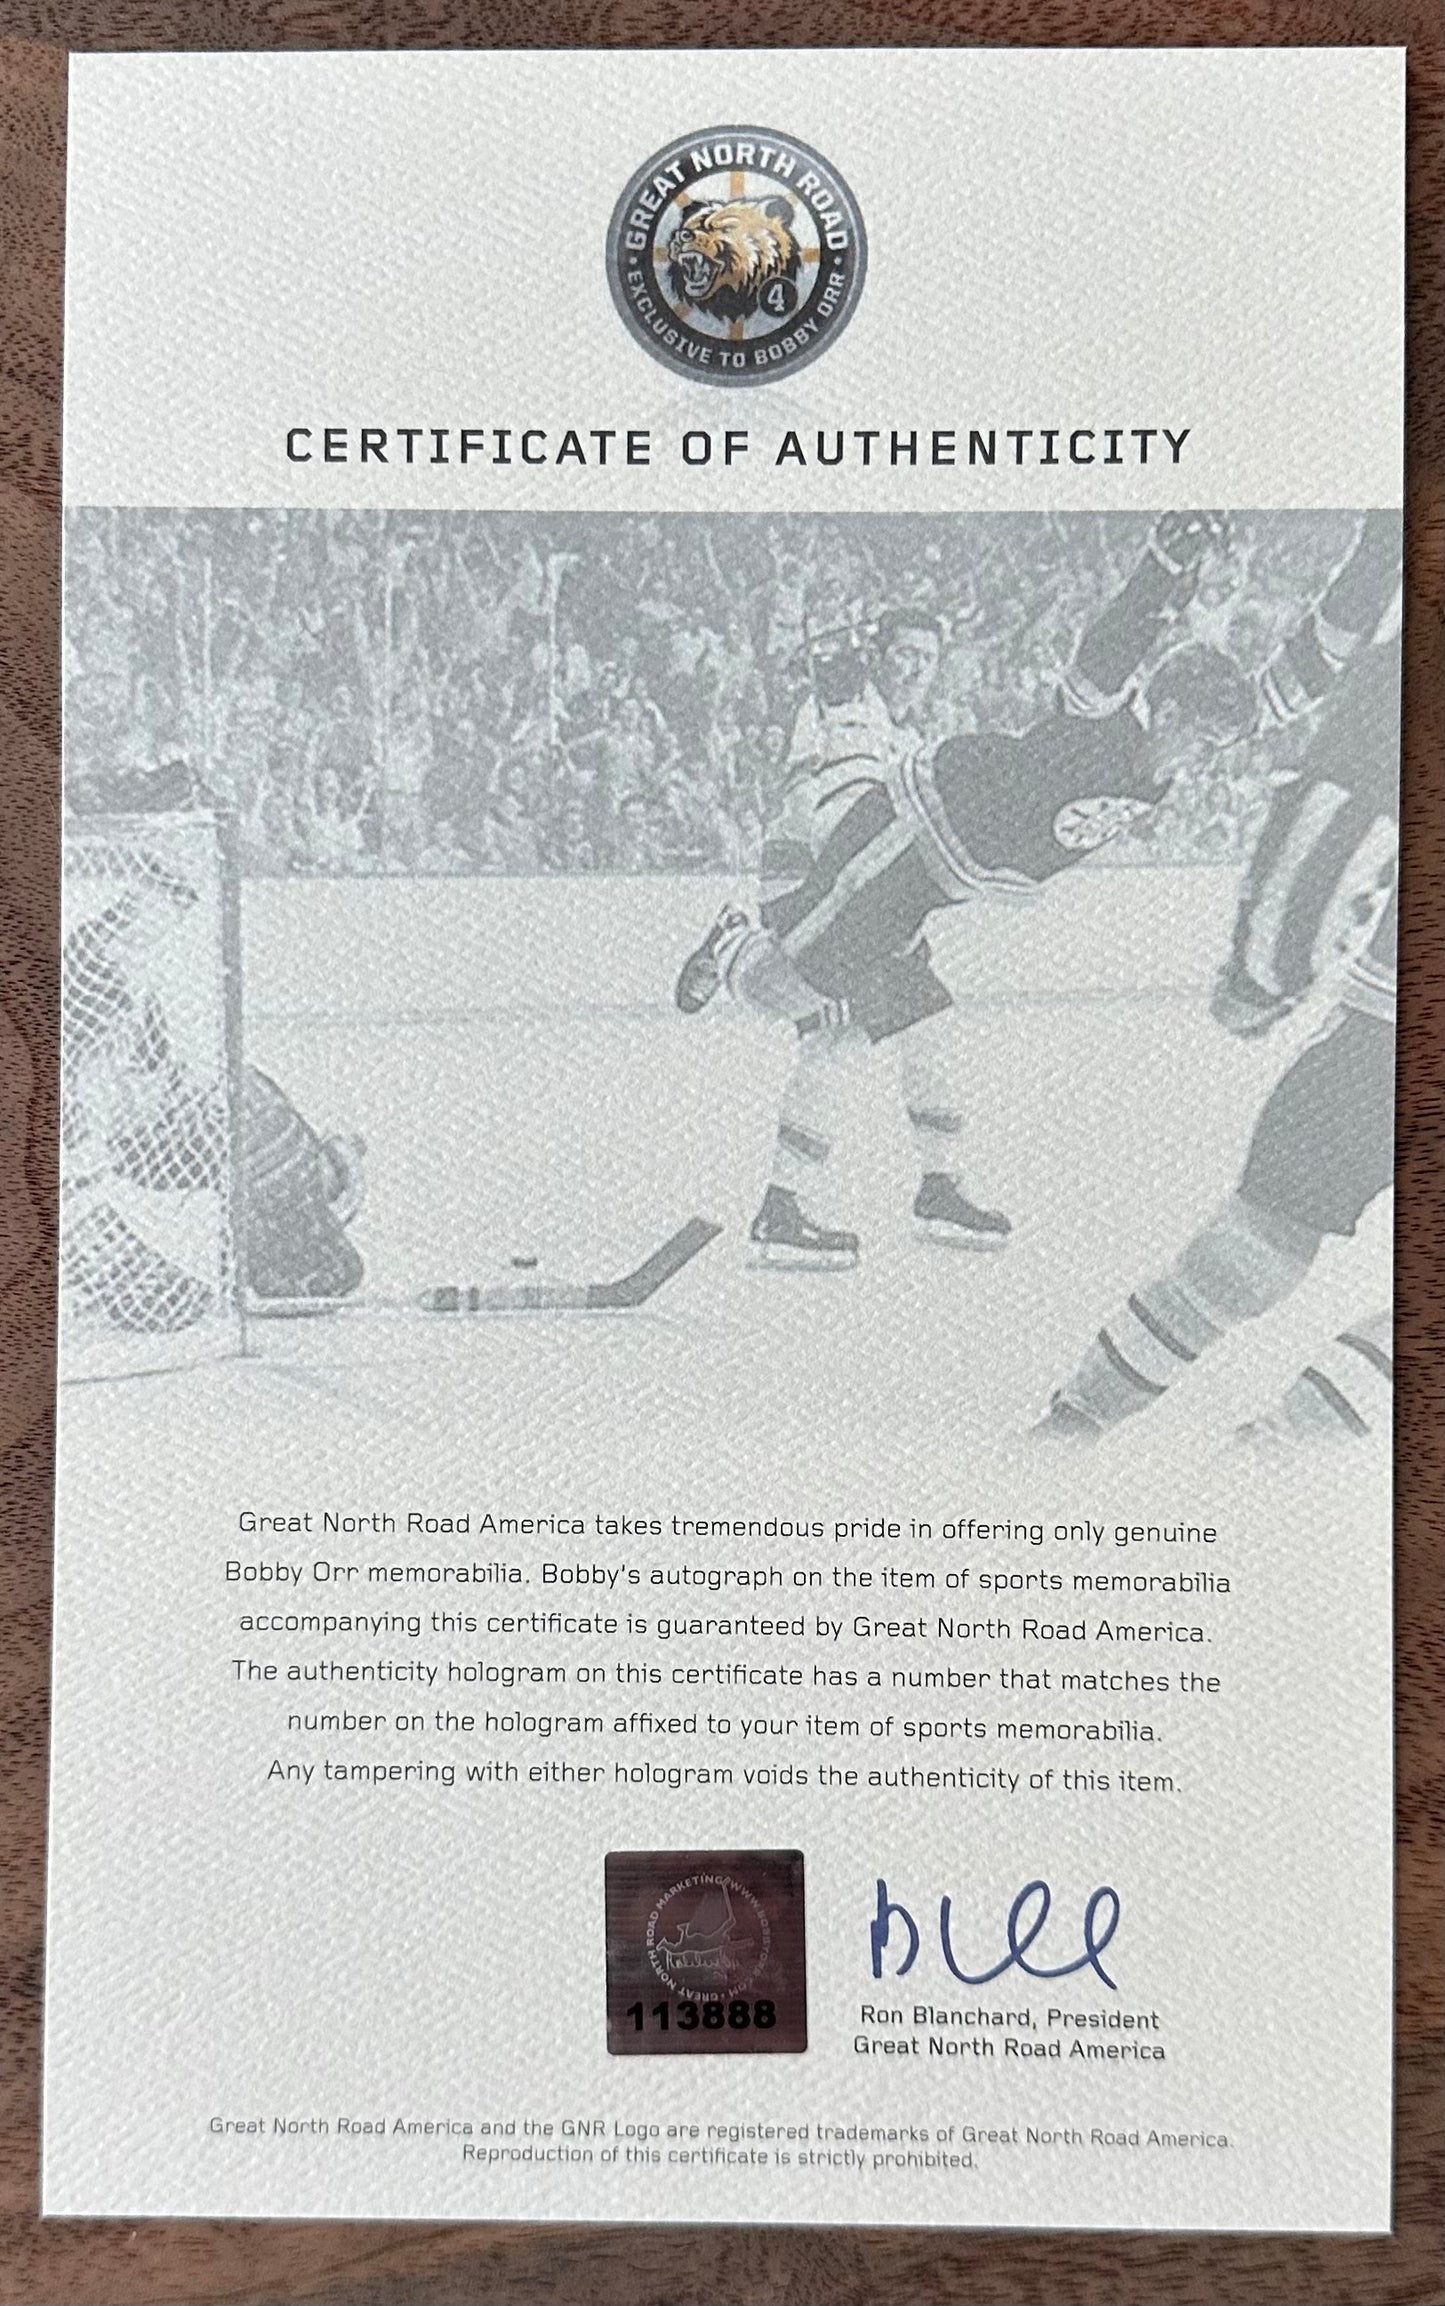 GREAT NORTH ROAD
EXCLUSIVE TO BOBBY ORR
4
CERTIFICATE OF AUTHENTICITY
Great North Road America takes tremendous pride in offering only genuine
Bobby Orr memorabilia. Bobby's autograph on the item of sports memorabilia
accompanying this certificate is guaranteed by Great North Road America.
The authenticity hologram on this certificate has a number that matches the
number on the hologram affixed to your item of sports memorabilia.
Any tampering with either hologram voids the authenticity of this item.
GREAT NORTH ROAD MARKETING
113888
Ron Blanchard, President
Great North Road America
Great North Road America and the GNR Logo are registered trademarks of Great North Road America.
Reproduction of this certificate is strictly prohibited.